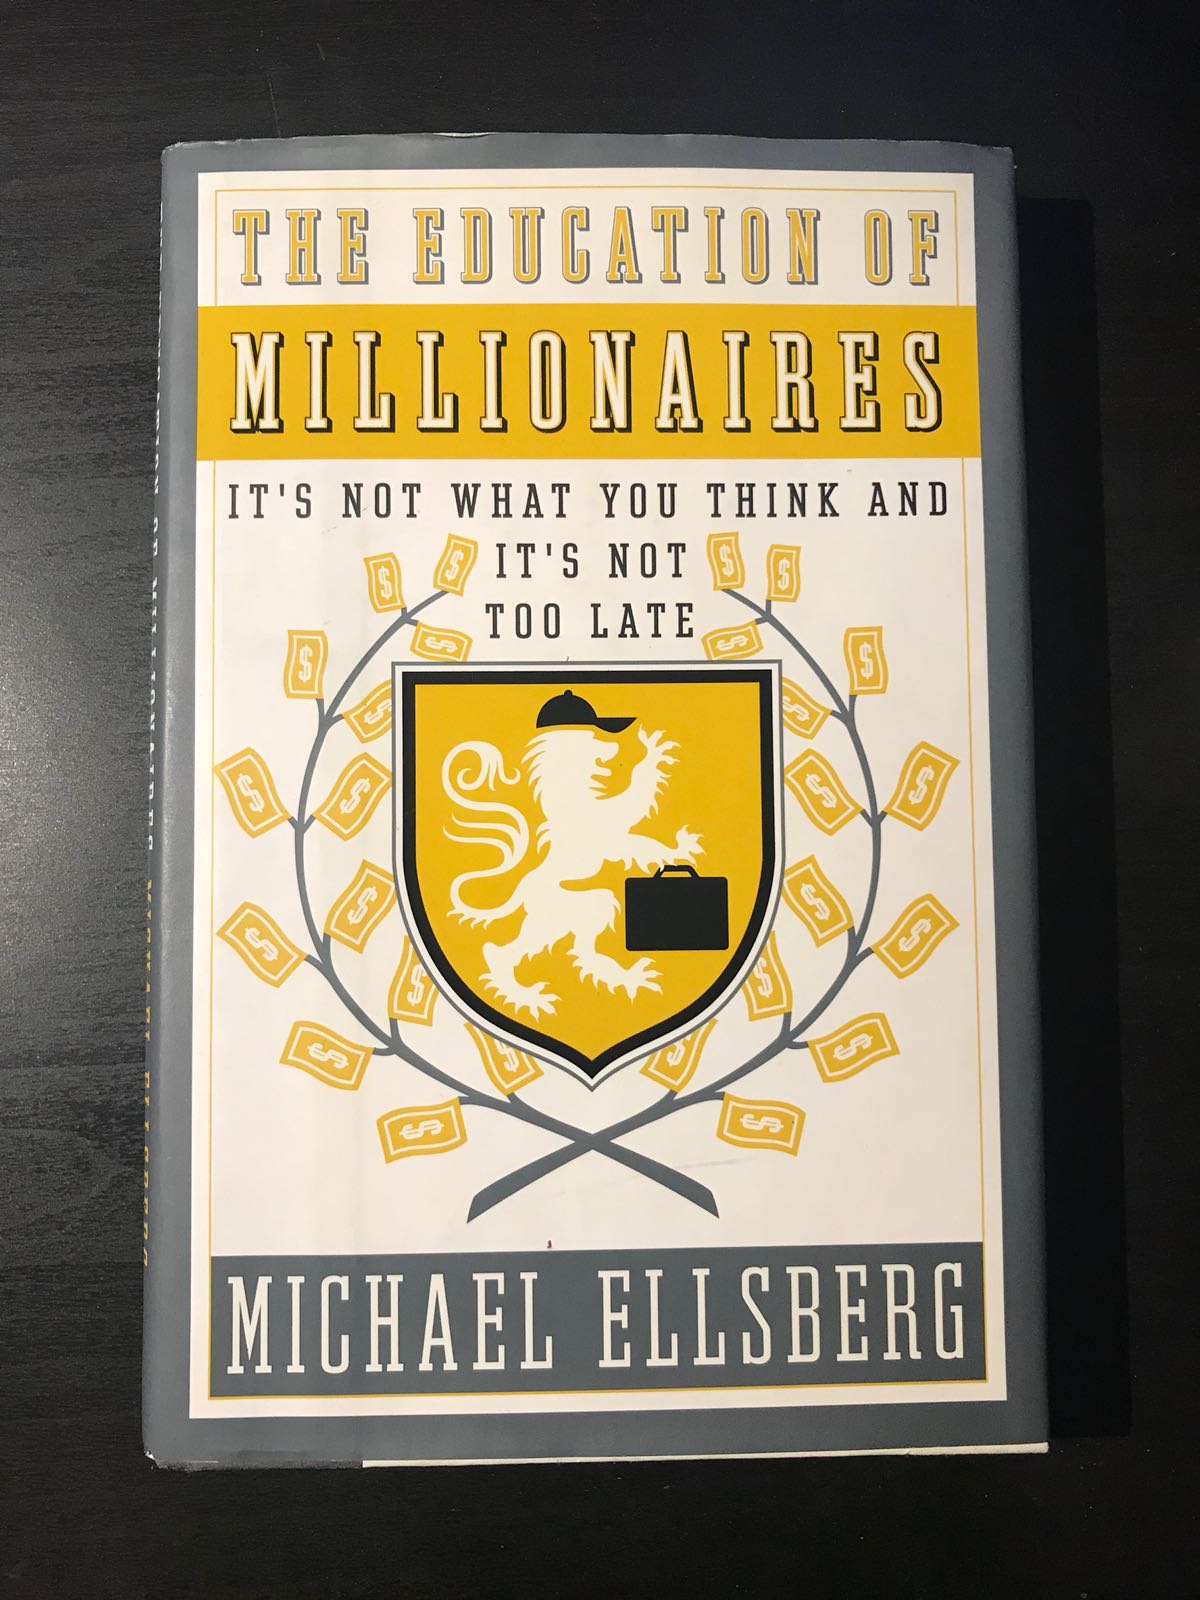 THE EDUCATION OF
MILLIONAIRES
IT'S NOT WHAT YOU THINK AND
IT'S NOT
TOO LATE
MICHAEL ELLSBERG